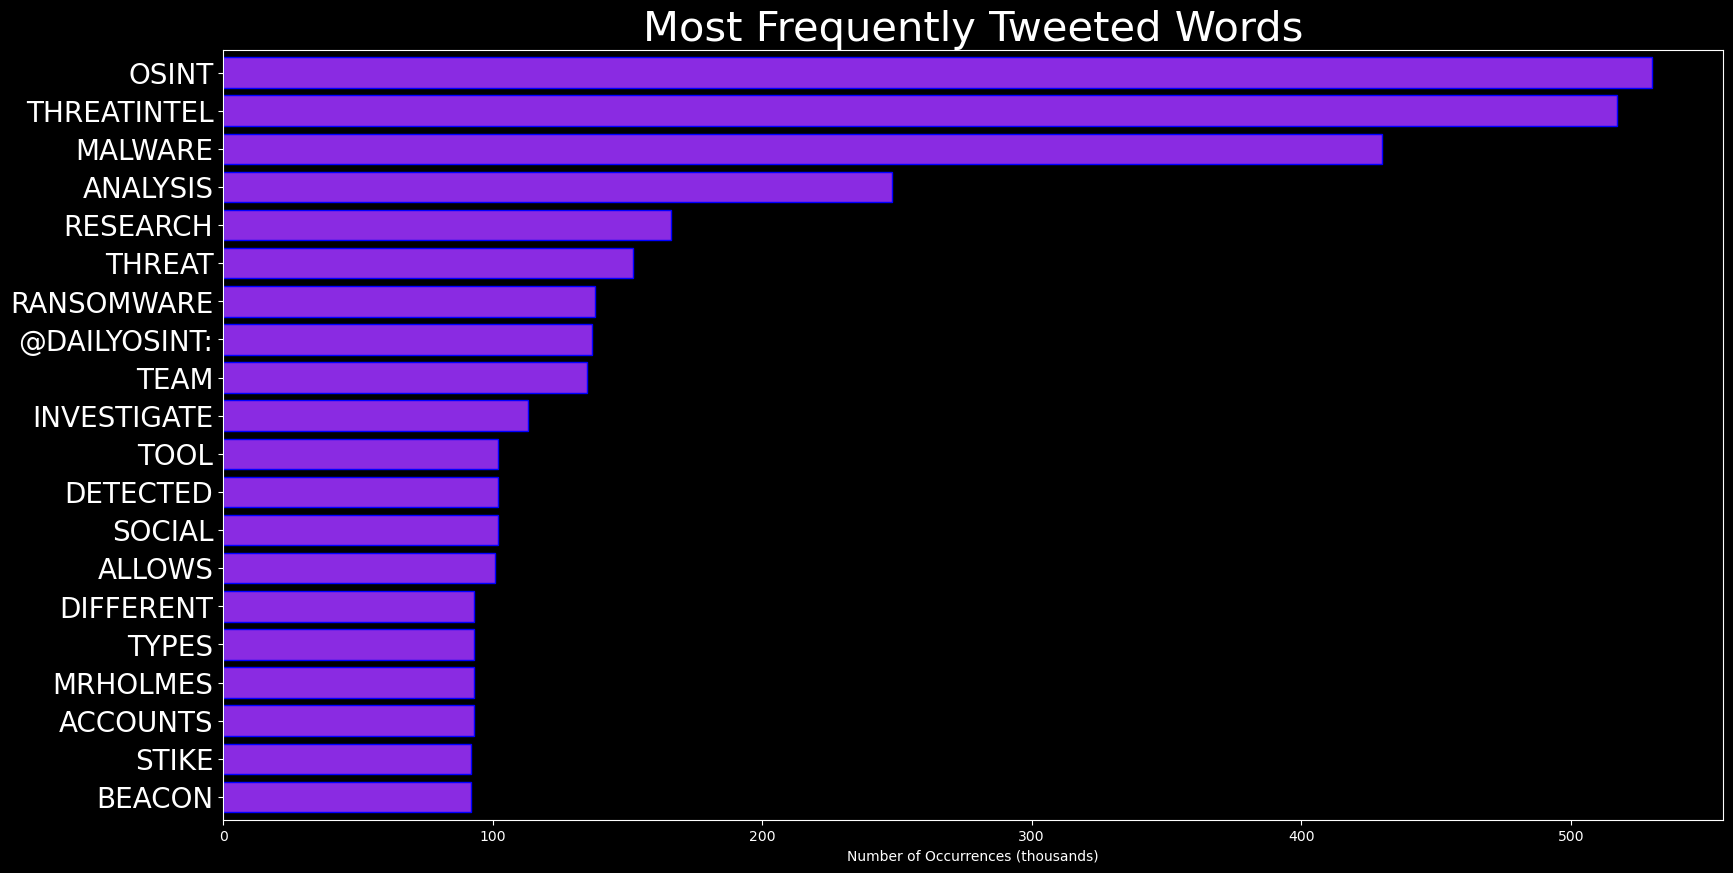 Most Frequently Tweeted Words
OSINT
THREATINTEL
MALWARE
ANALYSIS
RESEARCH
THREAT
RANSOMWARE
@DAILYOSINT:
TEAM
INVESTIGATE
TOOL
DETECTED
SOCIAL
ALLOWS
DIFFERENT
TYPES
MRHOLMES
ACCOUNTS
STIKE
BEACON
0 100 200 300 400 500
Number of Occurrences (thousands)